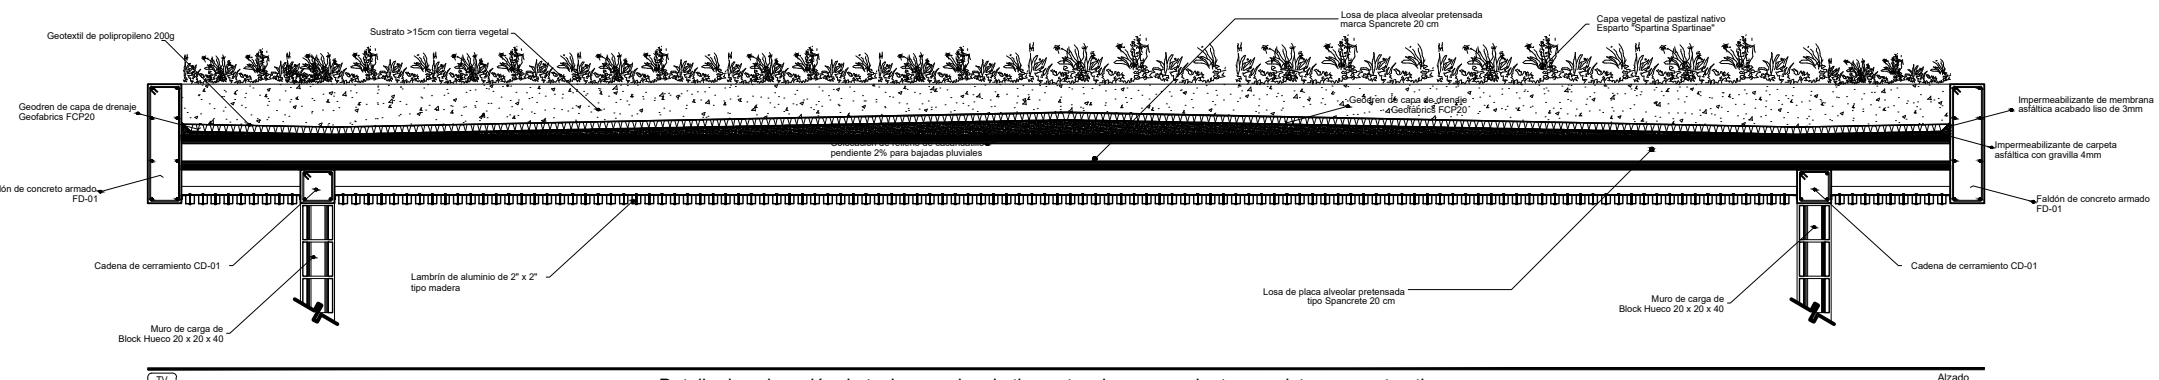 Geotextil de polipropileno 200g
Sustrato >15cm con tierra vegetal
Losa de placa alveolar pretensada
marca Spancrete 20 cm
Capa vegetal de pastizal nativo
Esparto "Spartina Spartinae"
Geodren de capa de drenaje
Geofabrics FCP20
Geodren de capa de drenaje
Geofabrics FCP20
Impermeabilizante de membrana
asfáltica acabado liso de 3mm
pendiente 2% para bajadas pluviales
Impermeabilizante de carpeta
asfáltica con gravilla 4mm
de concreto armado
FD-01
Faldón de concreto armado
FD-01
Cadena de cerramiento CD-01
Lambrín de aluminio de 2" x 2"
tipo madera
Losa de placa alveolar pretensada
tipo Spancrete 20 cm
Cadena de cerramiento CD-01
Muro de carga de
Block Hueco 20 x 20 x 40
Muro de carga de
Block Hueco 20 x 20 x 40
Alzado